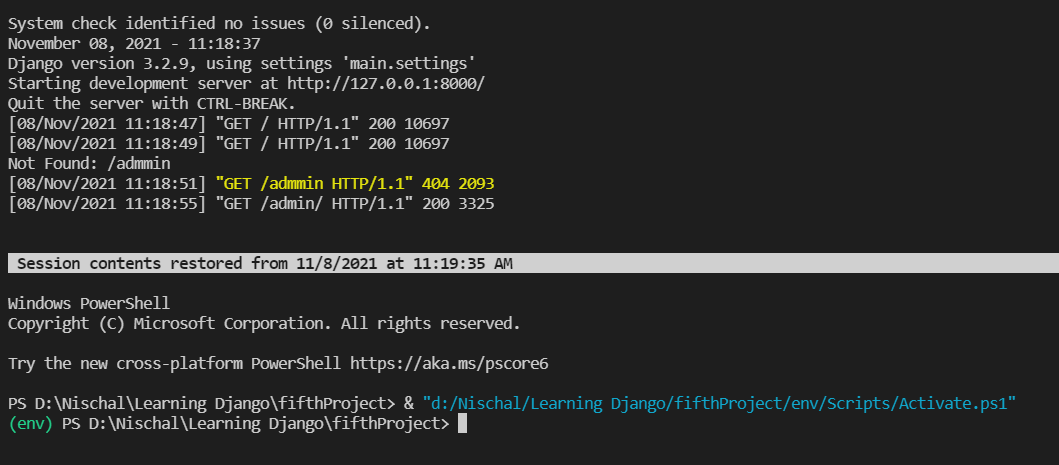 System check identified no issues (0 silenced).
November 08, 2021 - 11:18:37
Django version 3.2.9, using settings 'main.settings'
Starting development server at http://127.0.0.1:8000/
Quit the server with CTRL-BREAK.
[08/Nov/2021 11:18:47] "GET / HTTP/1.1" 200 10697
[08/Nov/2021 11:18:49] "GET / HTTP/1.1" 200 10697
Not Found: /admmin
[08/Nov/2021 11:18:51] "GET /admmin HTTP/1.1" 404 2093
[08/Nov/2021 11:18:55] "GET /admin/ HTTP/1.1" 200 3325
Session contents restored from 11/8/2021 at 11:19:35 AM
Windows PowerShell
Copyright (C) Microsoft Corporation. All rights reserved.
Try the new cross-platform PowerShell https://aka.ms/pscore6
PS D:\Nischal\Learning Django\fifthProject> & "d:/Nischal/Learning Django/fifthProject/env/Scripts/Activate.ps1"
(env) PS D:\Nischal\Learning Django\fifthProject>